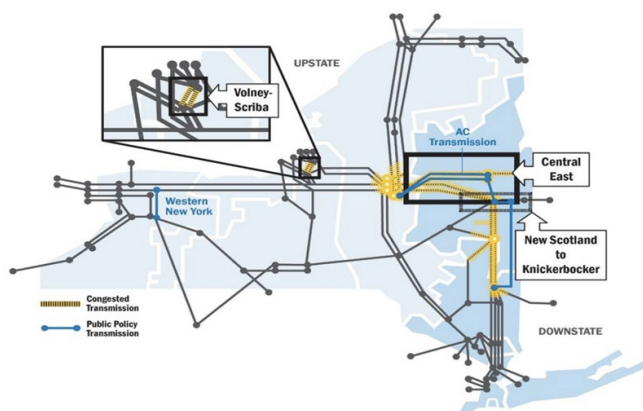 UPSTATE
Volney-
Scriba
AC
Transmission
Central
East
Western
New York
New Scotland
to
Knickerbocker
Congested
Transmission
Public Policy
Transmission
DOWNSTATE